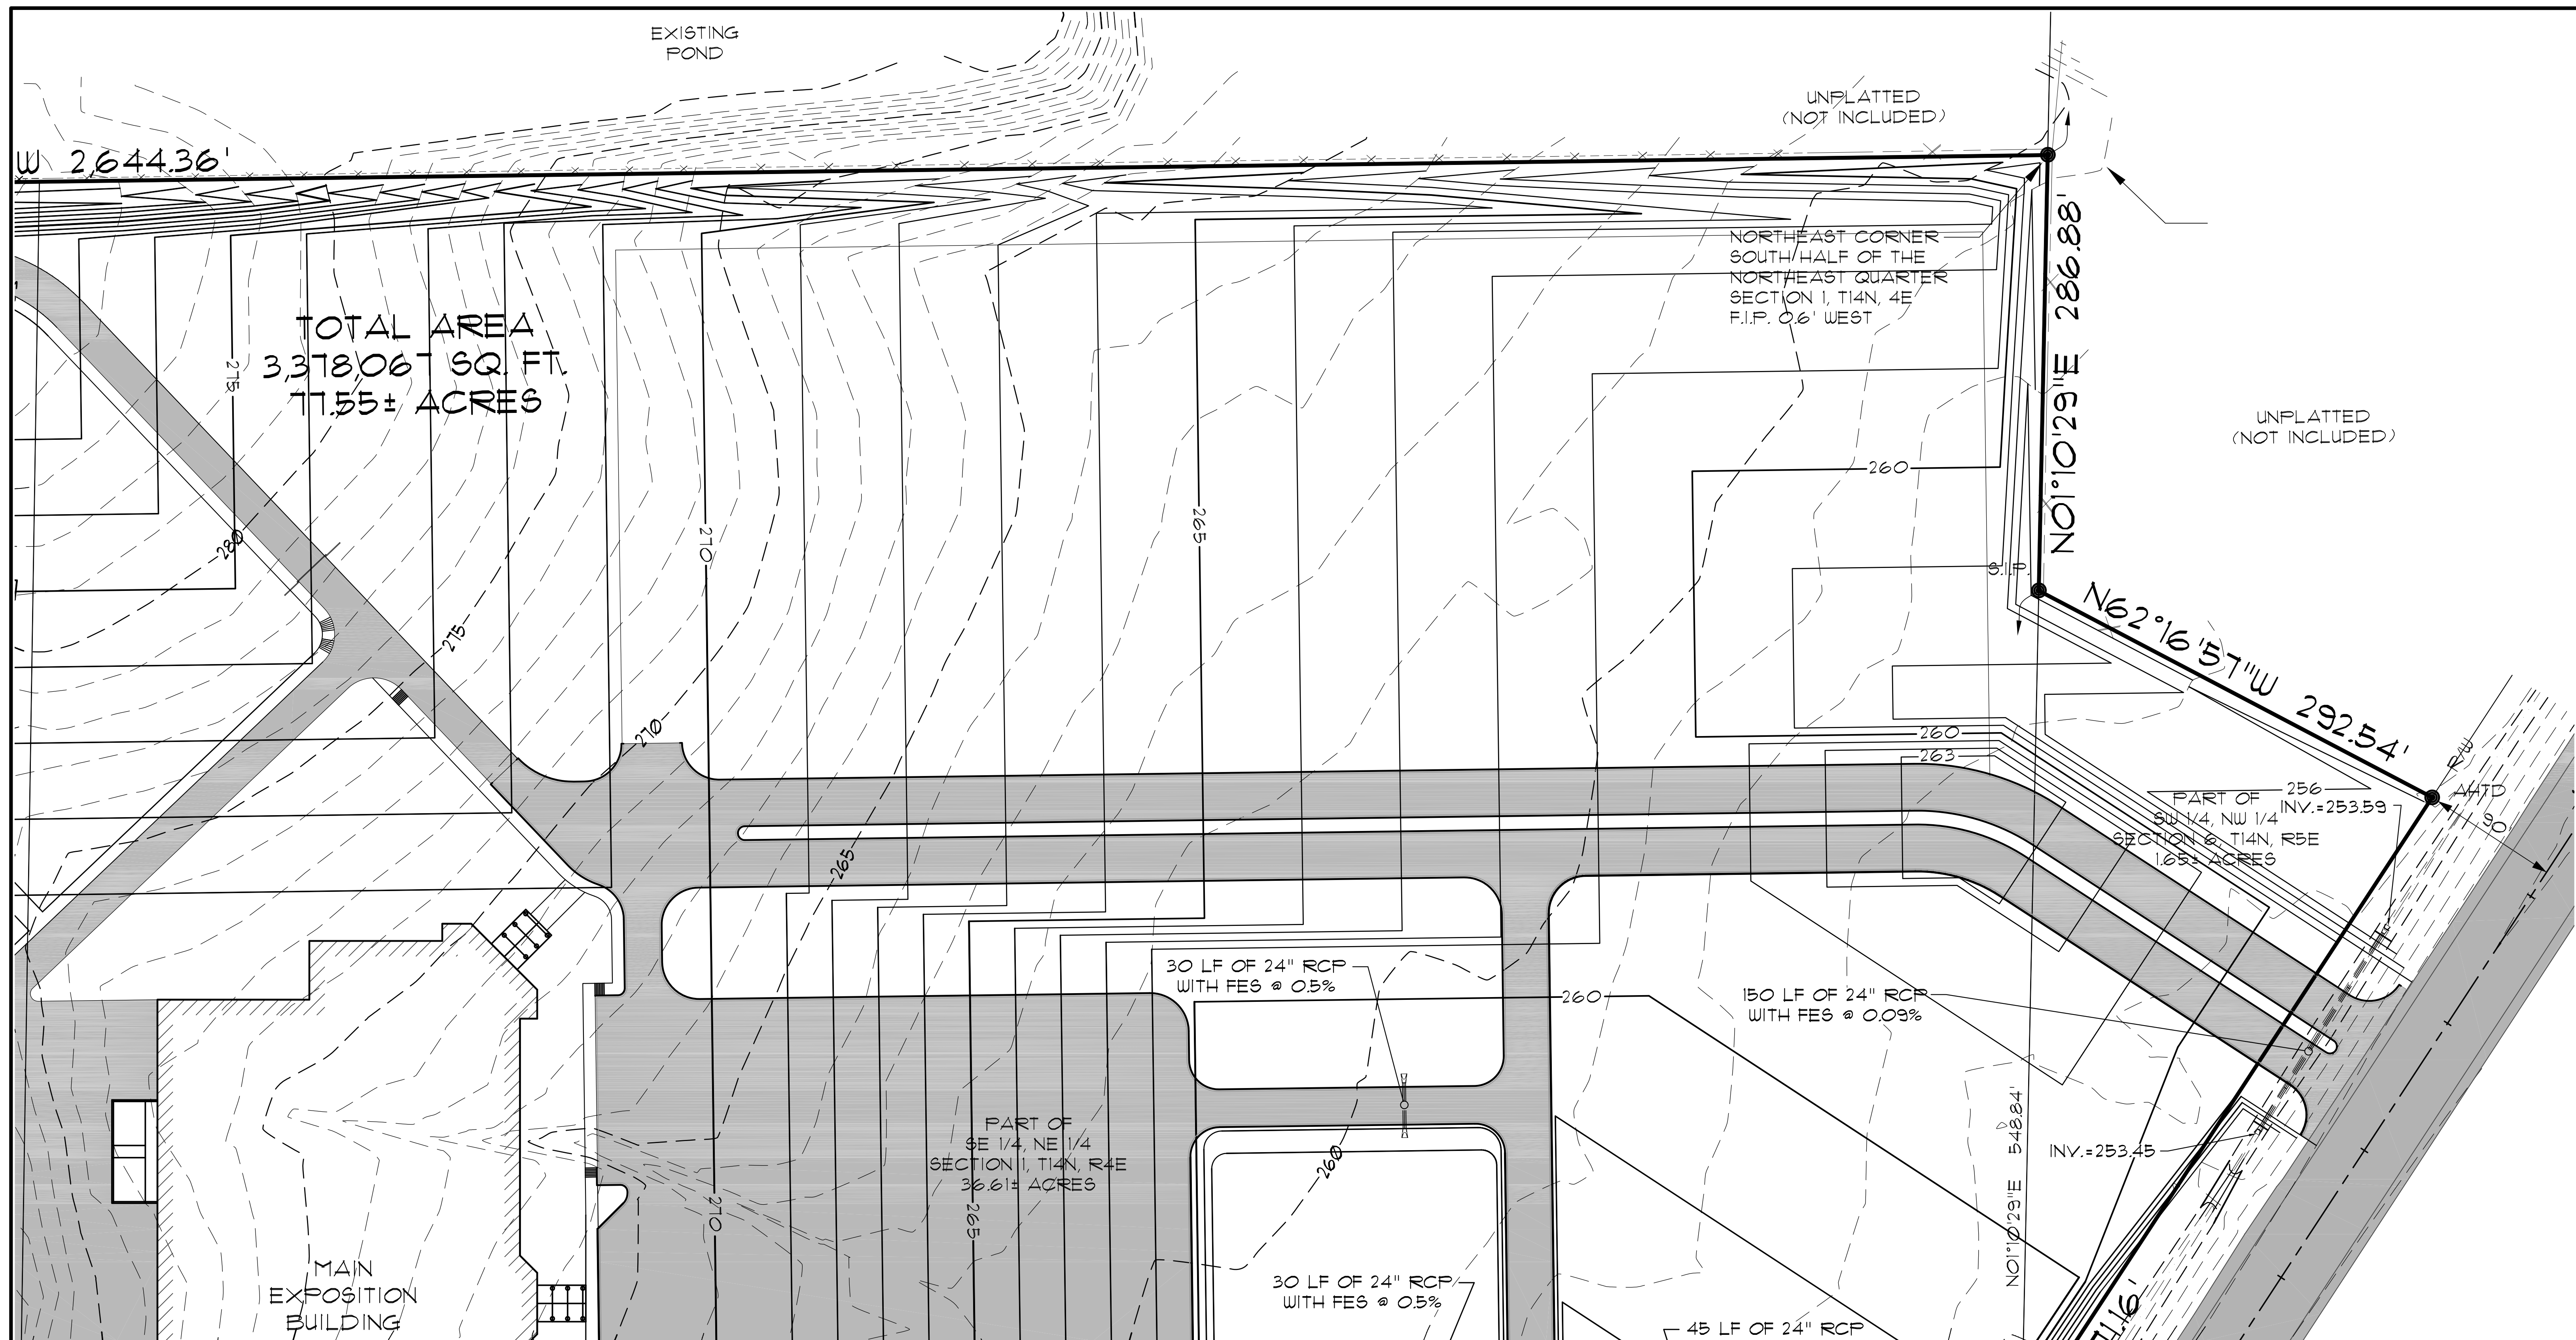 EXISTING
POND
UNPLATTED
(NOT INCLUDED)
W 2,644.36'
N01°10'29"E 286.88'
NORTHEAST CORNER
SOUTH HALF OF THE
NORTHEAST QUARTER
SECTION 1, T14N, 4E
F.I.P. 0.6' WEST
TOTAL AREA
3,378,067 SQ. FT.
77.55± ACRES
275
UNPLATTED
(NOT INCLUDED)
260
280
270
265
S.I.P.
N62°16'57"W 292.54'
275
270
260
263
R/W
AHTD
90'
256
INV.=253.59
PART OF
SW 1/4, NW 1/4
SECTION 6, T14N, R5E
1.65± ACRES
265
30 LF OF 24" RCP
WITH FES @ 0.5%
260
150 LF OF 24" RCP
WITH FES @ 0.09%
PART OF
SE 1/4, NE 1/4
SECTION 1, T14N, R4E
36.61± ACRES
260
N01°10'29"E 548.84'
INV.=253.45
270
265
MAIN
EXPOSITION
BUILDING
30 LF OF 24" RCP
WITH FES @ 0.5%
45 LF OF 24" RCP